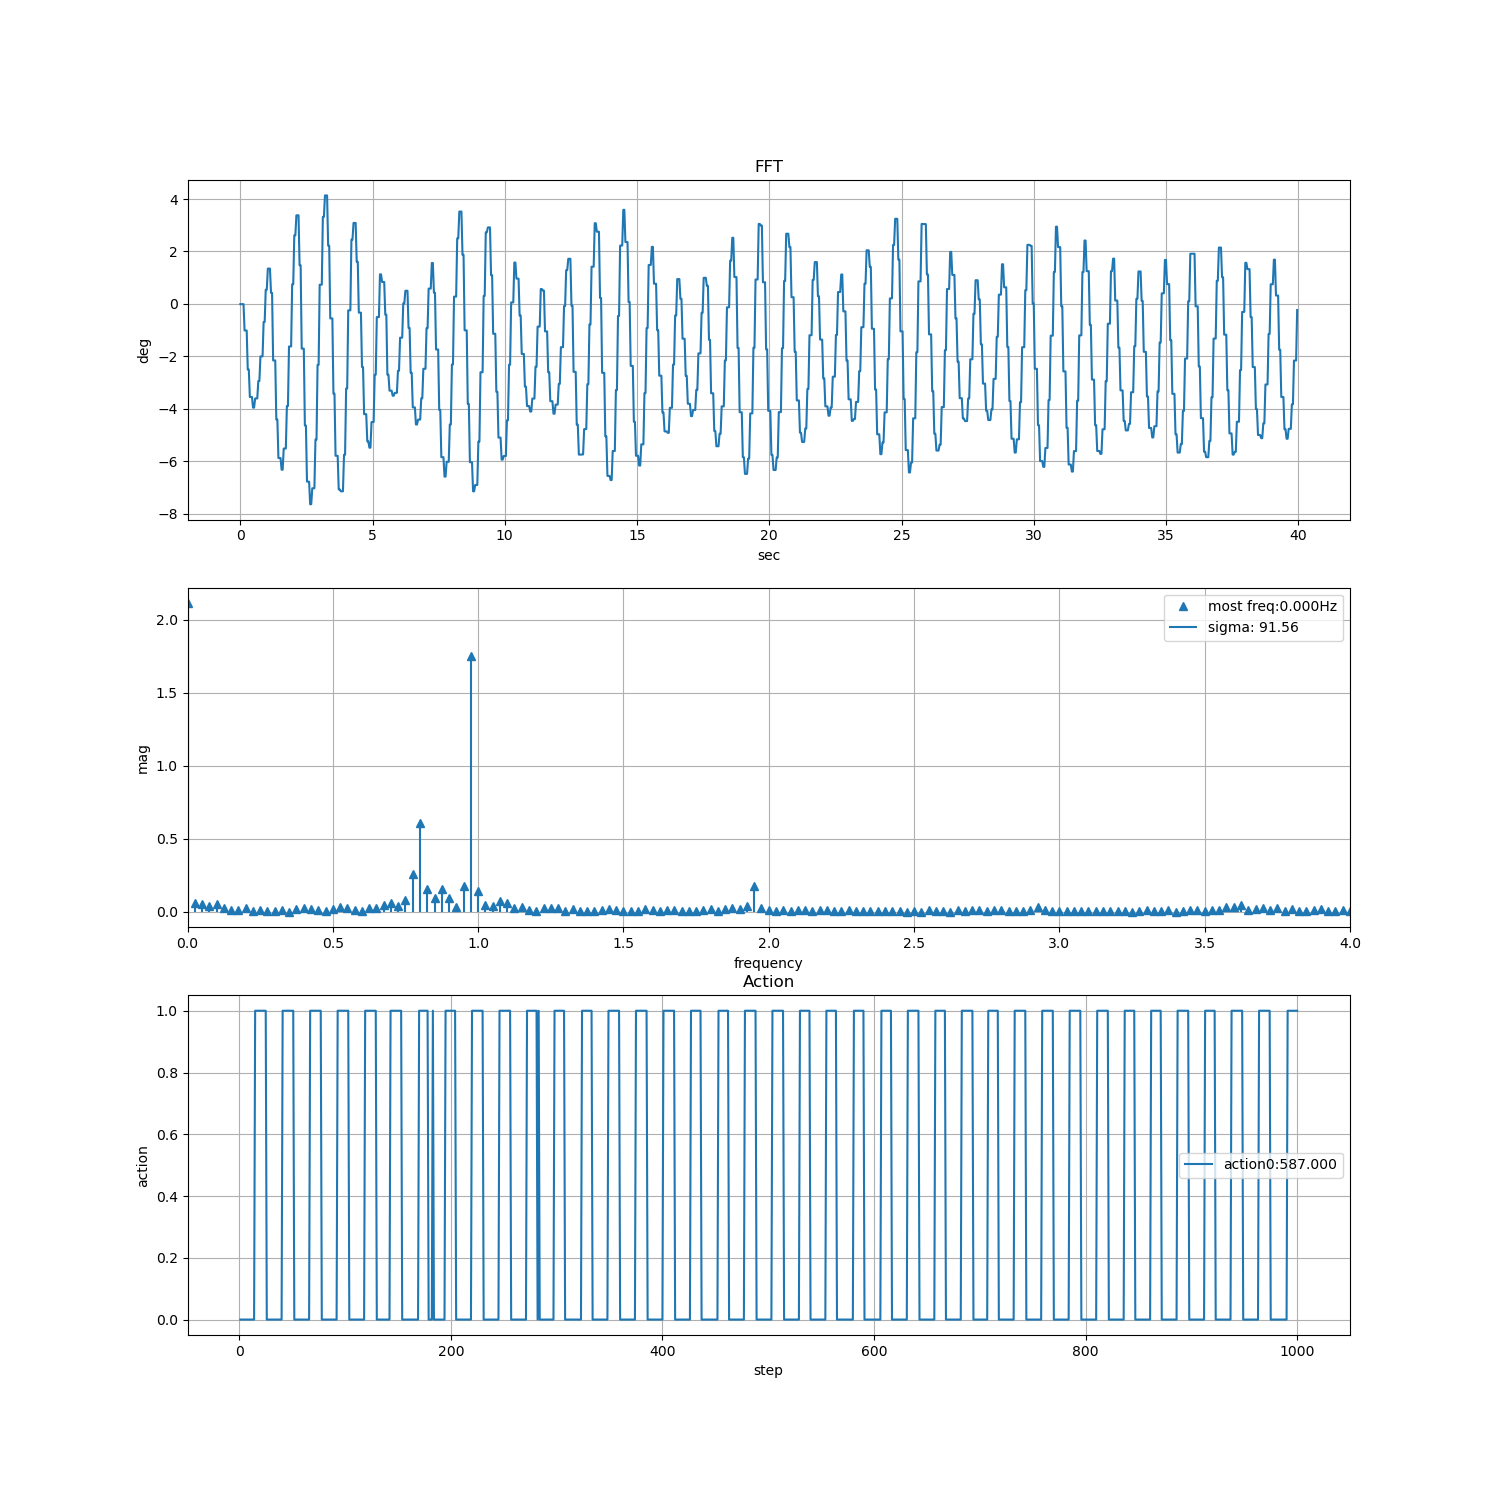 FFT
4
2
0
−2
−4
−6
−8
deg
0 5 10 15 20 25 30 35 40
sec
2.0
1.5
1.0
0.5
0.0
mag
most freq:0.000Hz
sigma: 91.56
0.0 0.5 1.0 1.5 2.0 2.5 3.0 3.5 4.0
frequency
Action
1.0
0.8
0.6
0.4
0.2
0.0
action
action0:587.000
0 200 400 600 800 1000
step